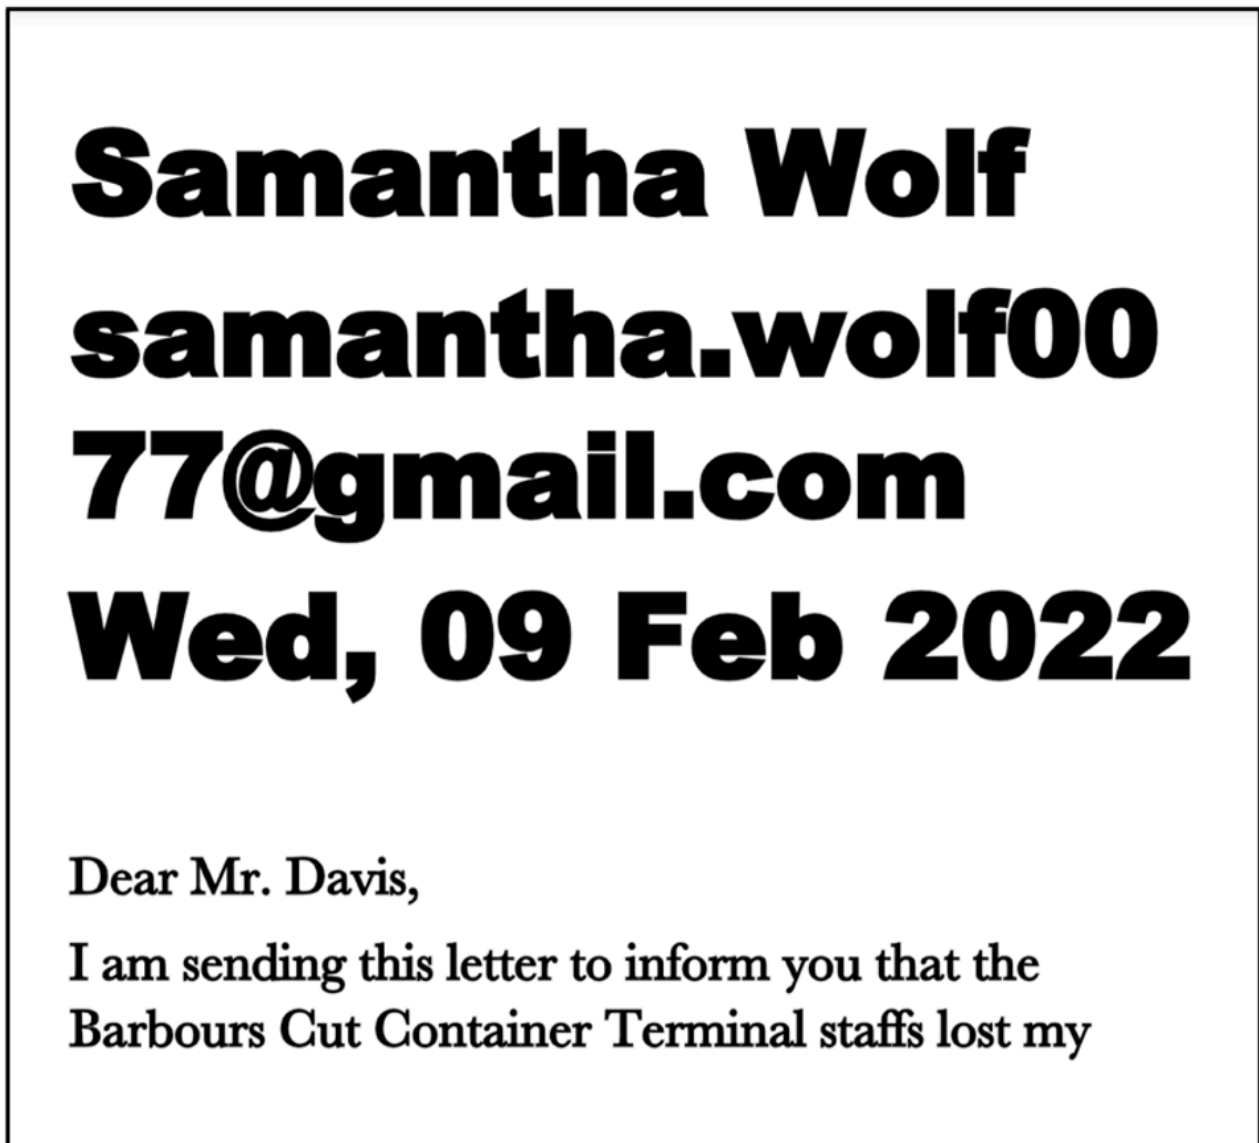 Samantha Wolf
samantha.wolf00
77@gmail.com
Wed, 09 Feb 2022
Dear Mr. Davis,
I am sending this letter to inform you that the
Barbours Cut Container Terminal staffs lost my